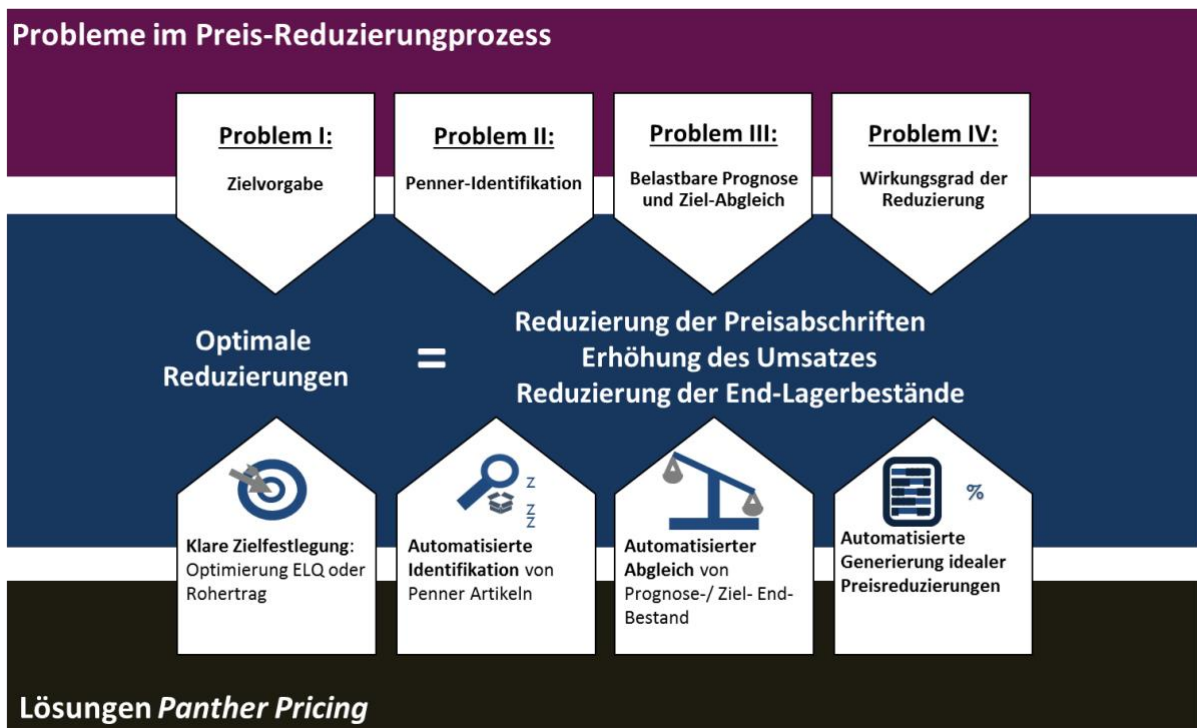 Probleme im Preis-Reduzierungprozess
Problem I:
Zielvorgabe
Problem II:
Penner-Identifikation
Problem III:
Belastbare Prognose
und Ziel-Abgleich
Problem IV:
Wirkungsgrad der
Reduzierung
Optimale
Reduzierungen
=
Reduzierung der Preisabschriften
Erhöhung des Umsatzes
Reduzierung der End-Lagerbestände
Klare Zielfestlegung:
Optimierung ELQ oder
Rohertrag
Z
Z
Z
Automatisierte
Identifikation von
Penner Artikeln
Automatisierter
Abgleich von
Prognose-/ Ziel- End-
Bestand
%
Automatisierte
Generierung idealer
Preisreduzierungen
Lösungen Panther Pricing